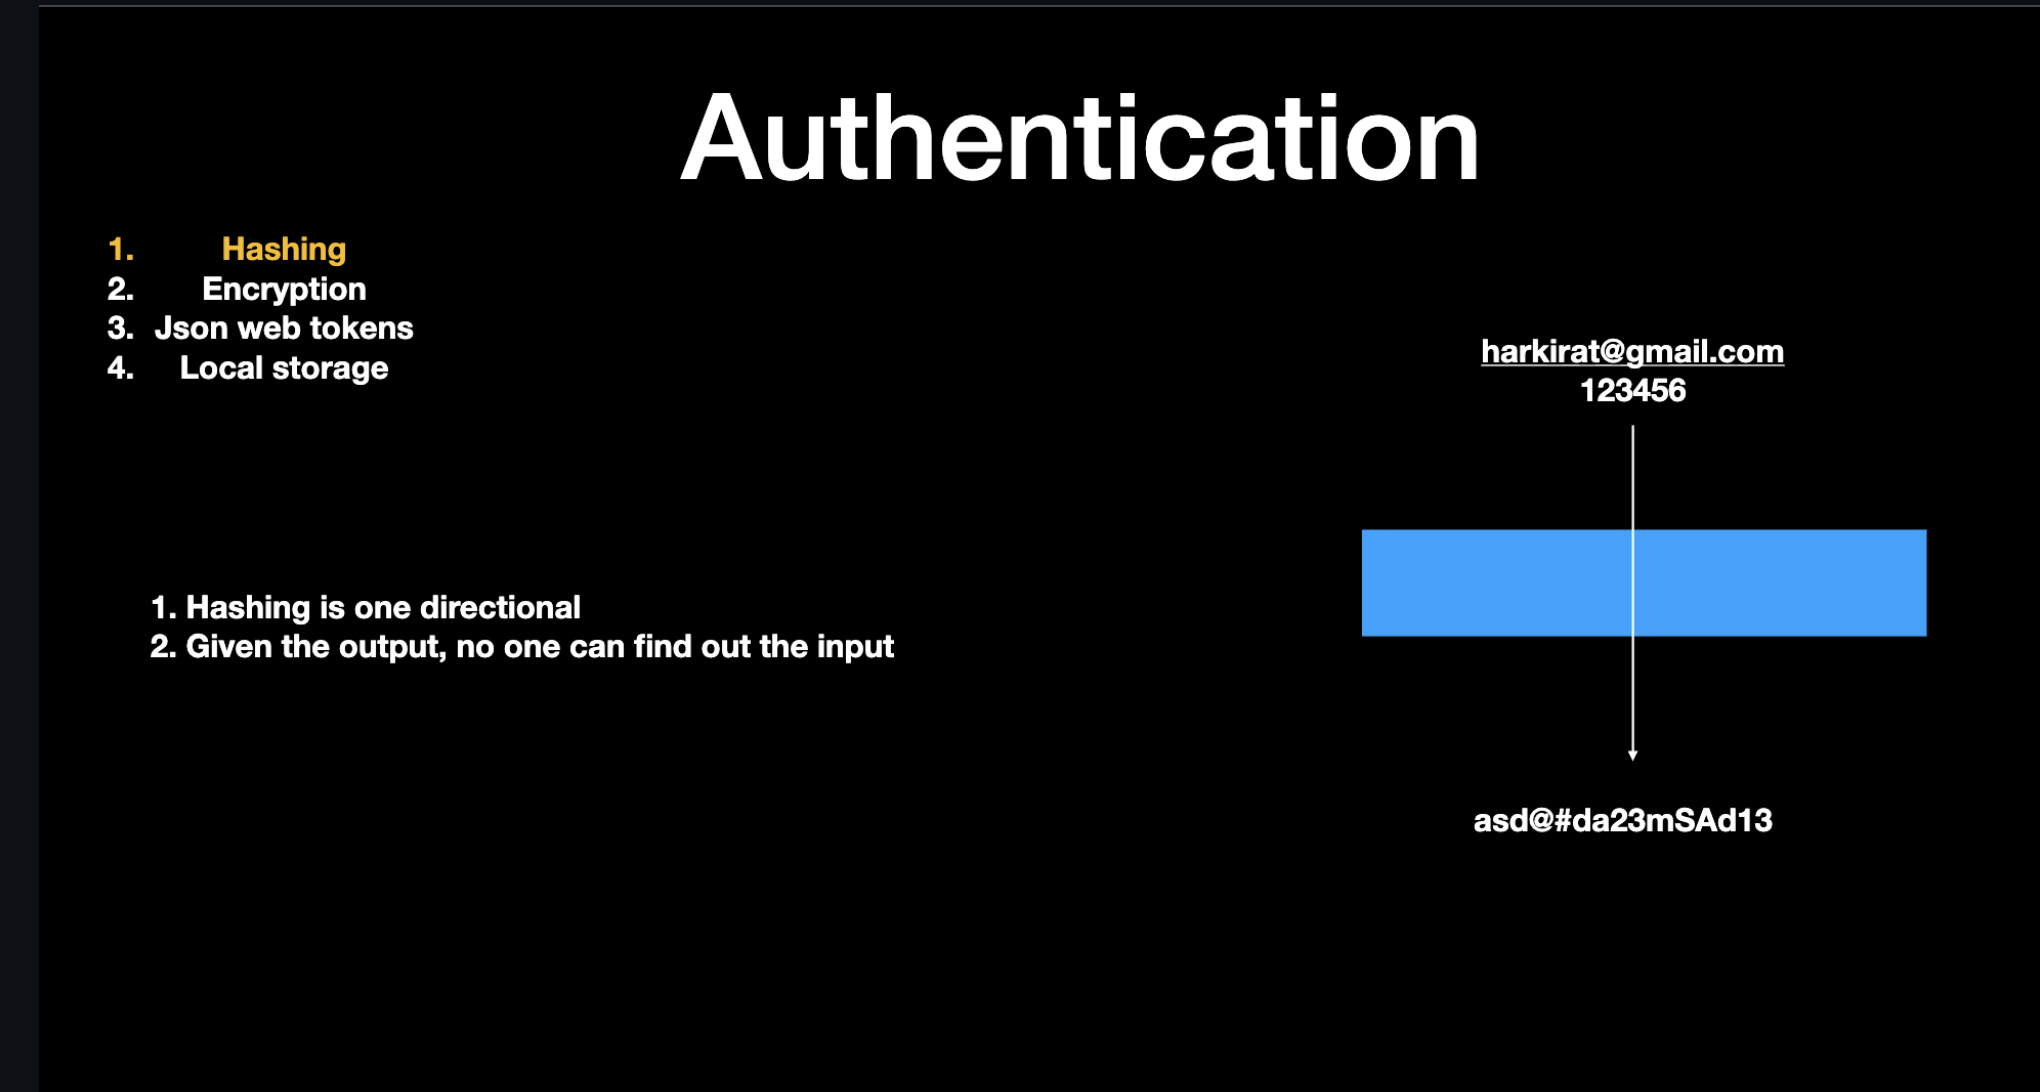 Authentication
1. Hashing
2. Encryption
3. Json web tokens
4. Local storage
harkirat@gmail.com
123456
1. Hashing is one directional
2. Given the output, no one can find out the input
asd@#da23mSAd13